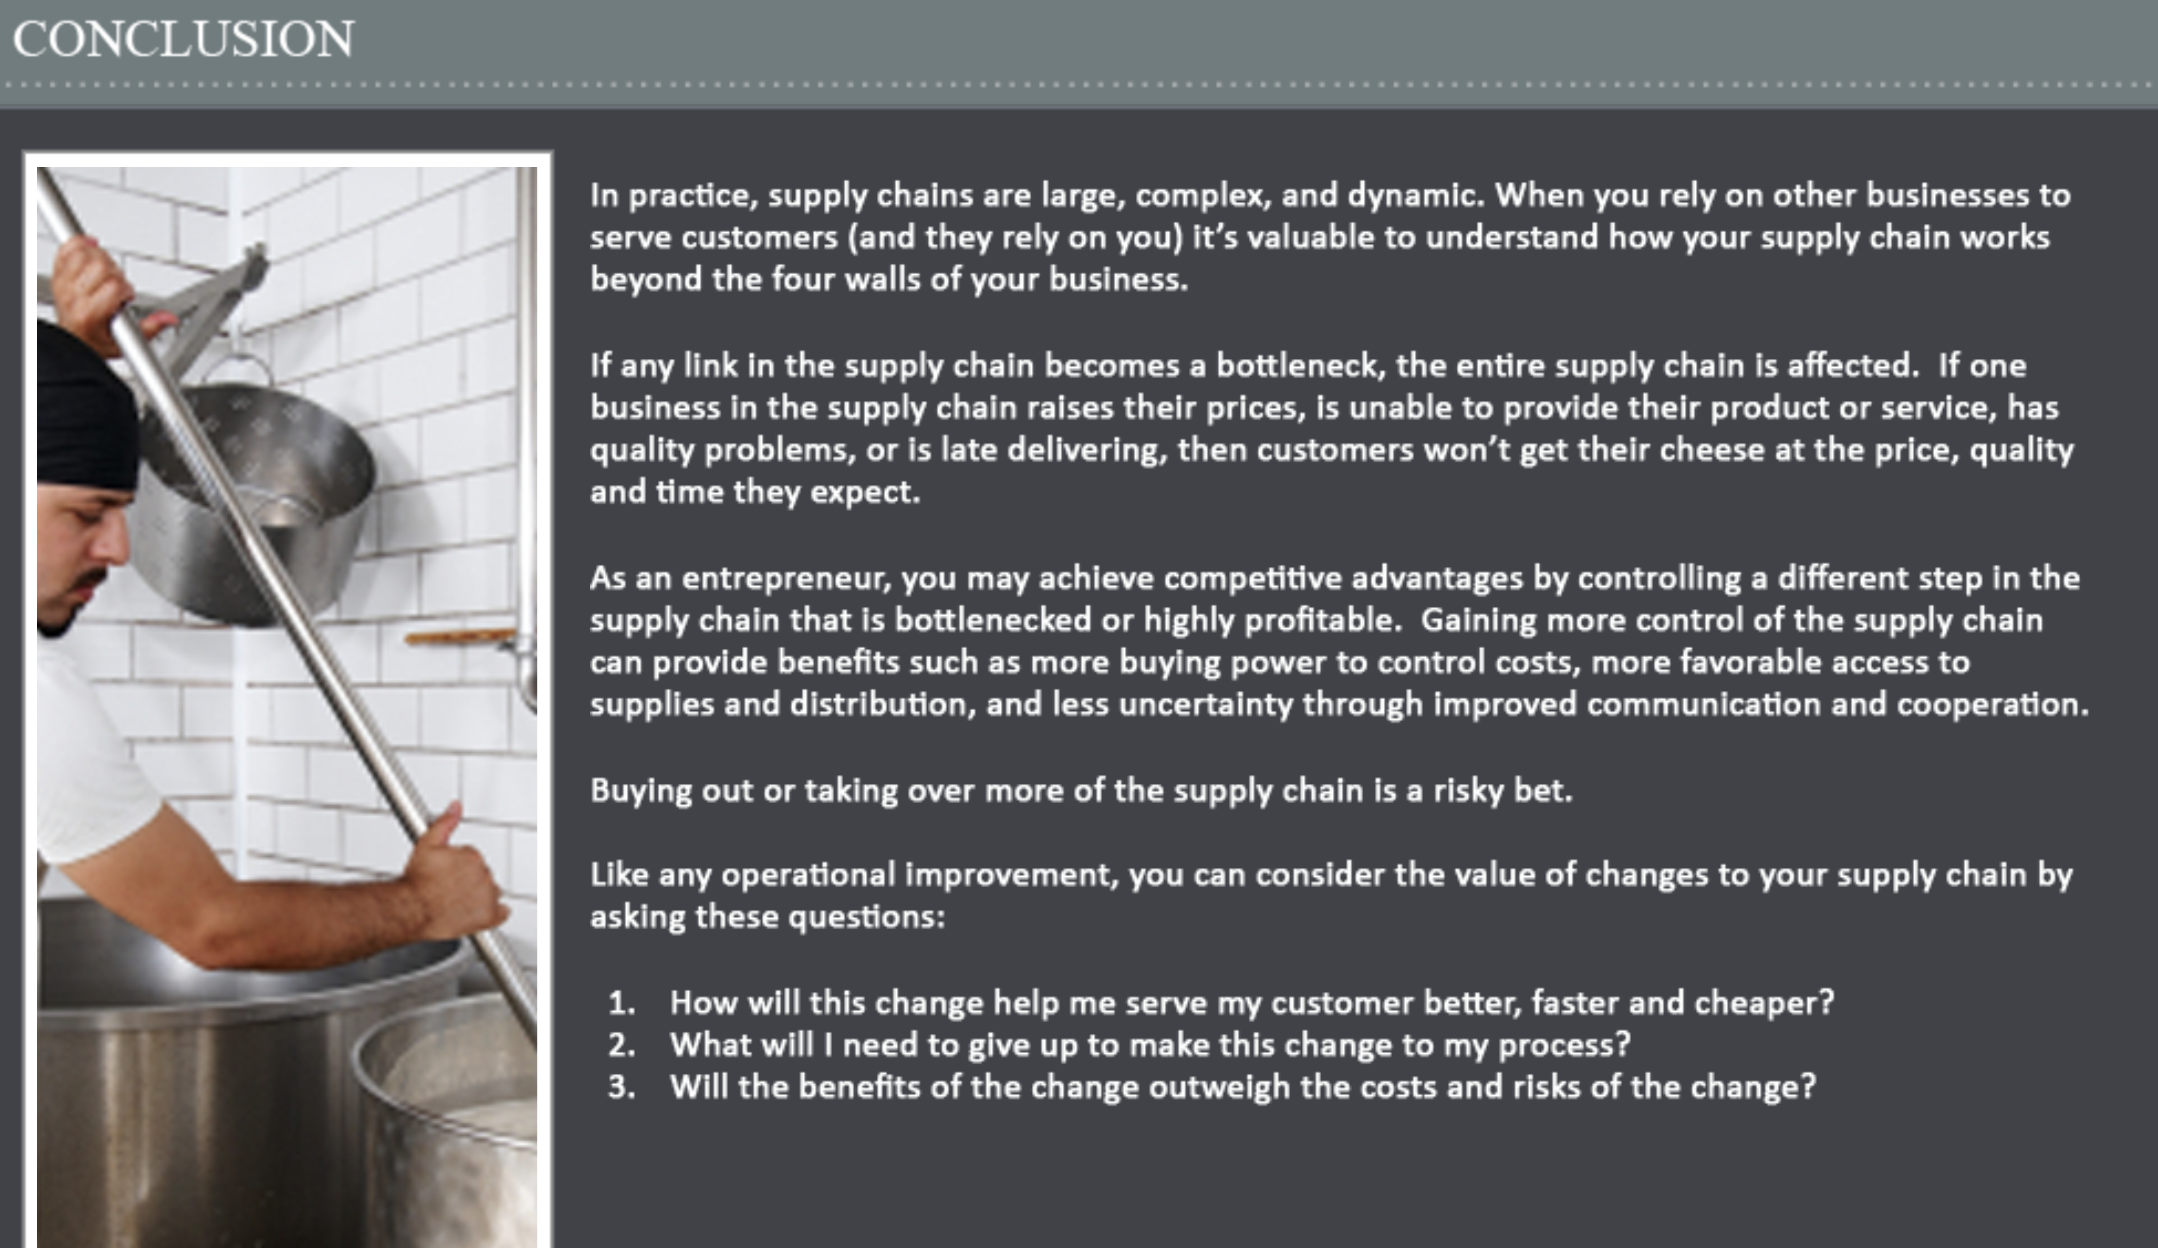 CONCLUSION
In practice, supply chains are large, complex, and dynamic. When you rely on other businesses to
serve customers (and they rely on you) it’s valuable to understand how your supply chain works
beyond the four walls of your business.
If any link in the supply chain becomes a bottleneck, the entire supply chain is affected.  If one
business in the supply chain raises their prices, is unable to provide their product or service, has
quality problems, or is late delivering, then customers won’t get their cheese at the price, quality
and time they expect.
As an entrepreneur, you may achieve competitive advantages by controlling a different step in the
supply chain that is bottlenecked or highly profitable.  Gaining more control of the supply chain
can provide benefits such as more buying power to control costs, more favorable access to
supplies and distribution, and less uncertainty through improved communication and cooperation.
Buying out or taking over more of the supply chain is a risky bet.
Like any operational improvement, you can consider the value of changes to your supply chain by
asking these questions:
1. How will this change help me serve my customer better, faster and cheaper?
2. What will I need to give up to make this change to my process?
3. Will the benefits of the change outweigh the costs and risks of the change?